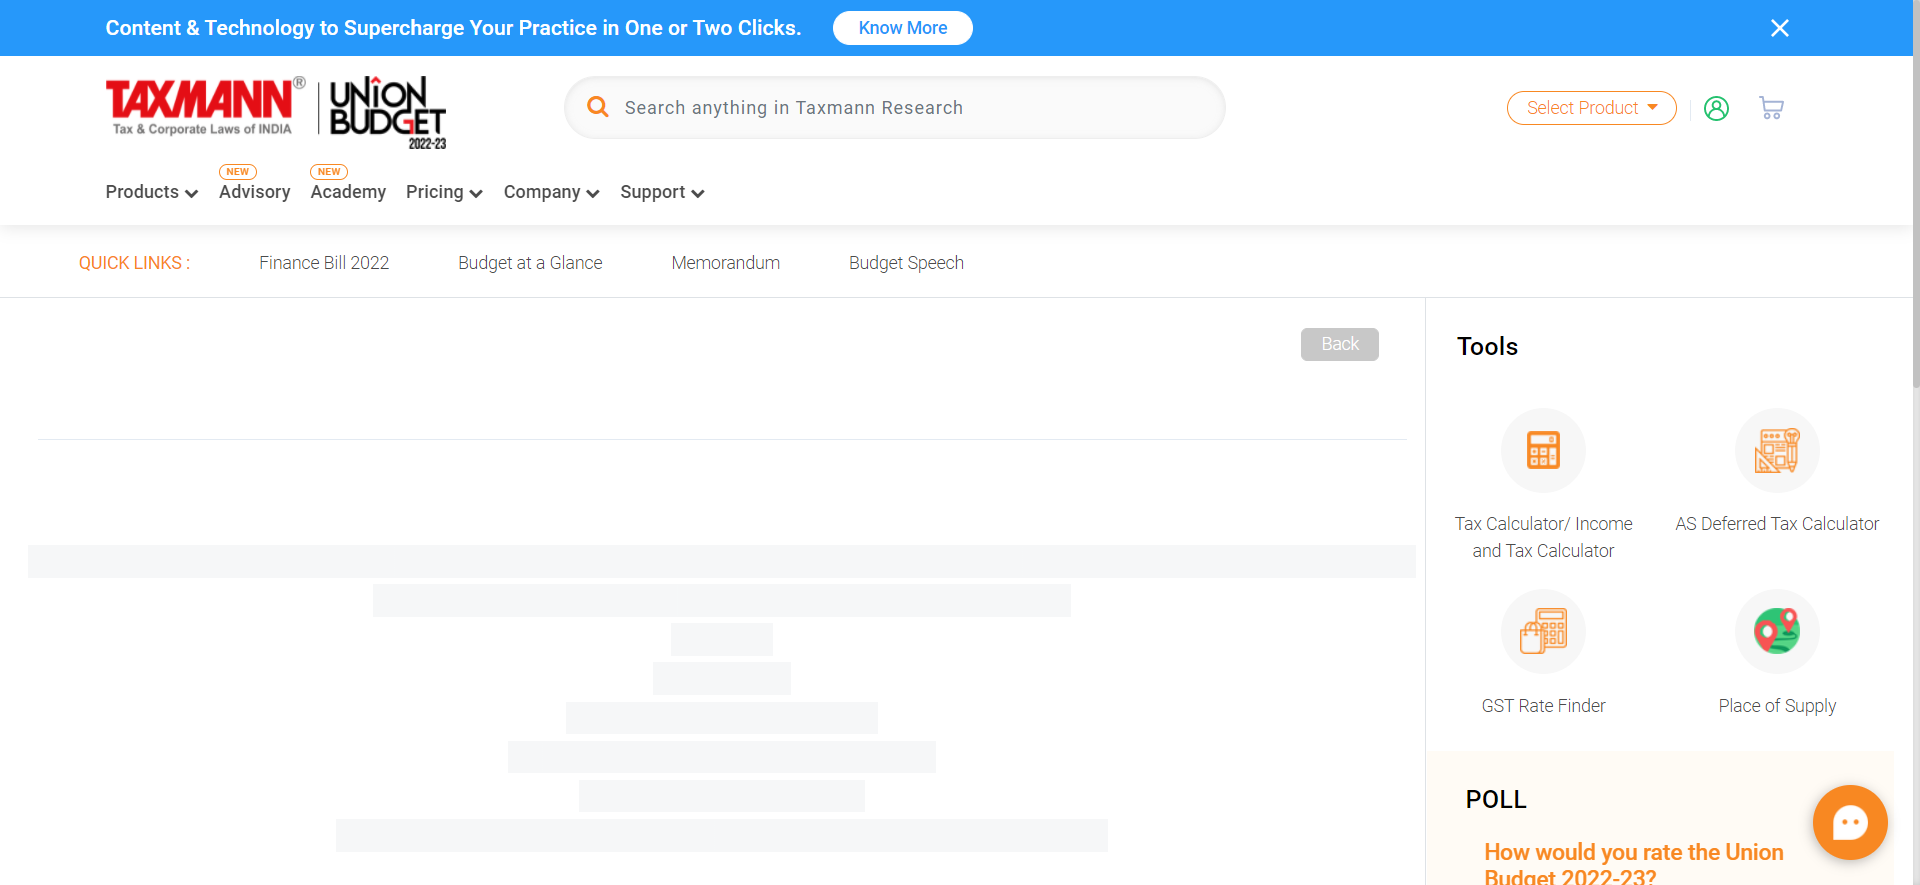 Content & Technology to Supercharge Your Practice in One or Two Clicks.
Know More
TAXMANN®
Tax & Corporate Laws of INDIA
UNION
BUDGET
2022-23
Search anything in Taxmann Research
Select Product
NEW
NEW
Products Advisory Academy Pricing Company Support
QUICK LINKS : Finance Bill 2022 Budget at a Glance Memorandum Budget Speech
Back
Tools
Tax Calculator/ Income
and Tax Calculator
AS Deferred Tax Calculator
GST Rate Finder
Place of Supply
POLL
How would you rate the Union
Budget 2022-23?